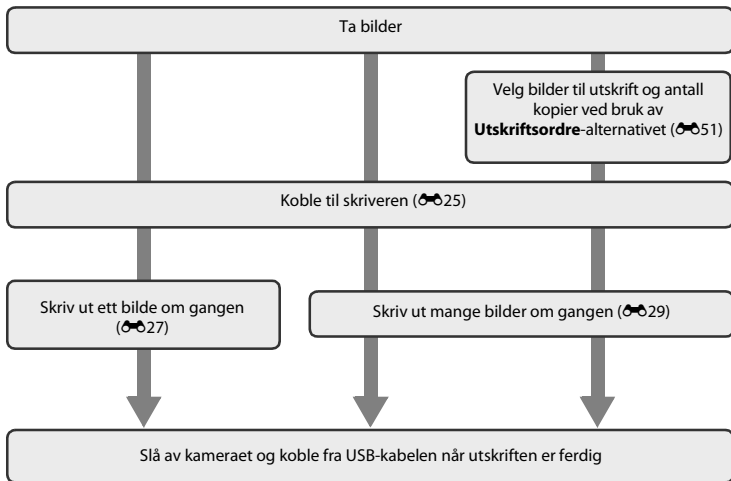 Ta bilder
Velg bilder til utskrift og antall
kopier ved bruk av
Utskriftsordre-alternativet (51)
Koble til skriveren (25)
Skriv ut ett bilde om gangen
(27)
Skriv ut mange bilder om gangen (29)
Slå av kameraet og koble fra USB-kabelen når utskriften er ferdig